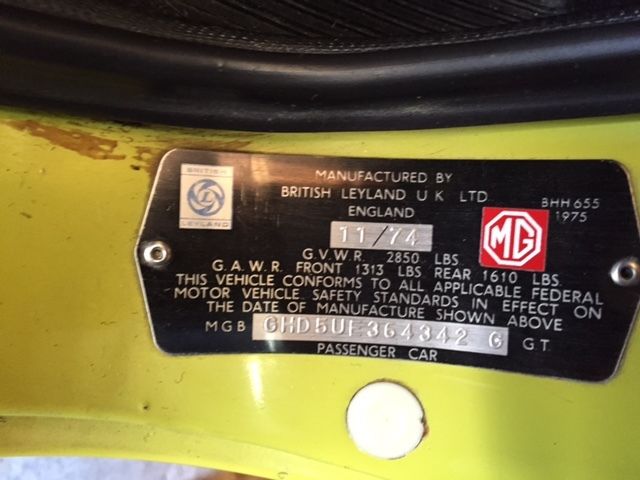 BRITISH
L
LEYLAND
MANUFACTURED BY
BRITISH LEYLAND U K LTD
ENGLAND
BHH 655
1975
11/74
MG
G.V.W.R. 2850 LBS.
G.A.W.R. FRONT 1313 LBS REAR 1610 LBS.
THIS VEHICLE CONFORMS TO ALL APPLICABLE FEDERAL
MOTOR VEHICLE SAFETY STANDARDS IN EFFECT ON
THE DATE OF MANUFACTURE SHOWN ABOVE
MGB GHD5UF364342 G GT
PASSENGER CAR